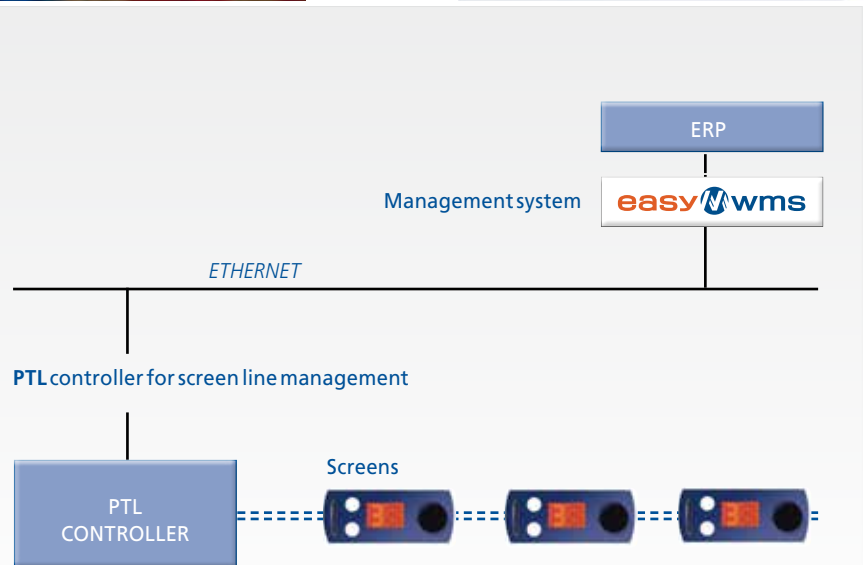 ERP
Management system
easy wms
ETHERNET
PTL controller for screen line management
Screens
PTL
CONTROLLER